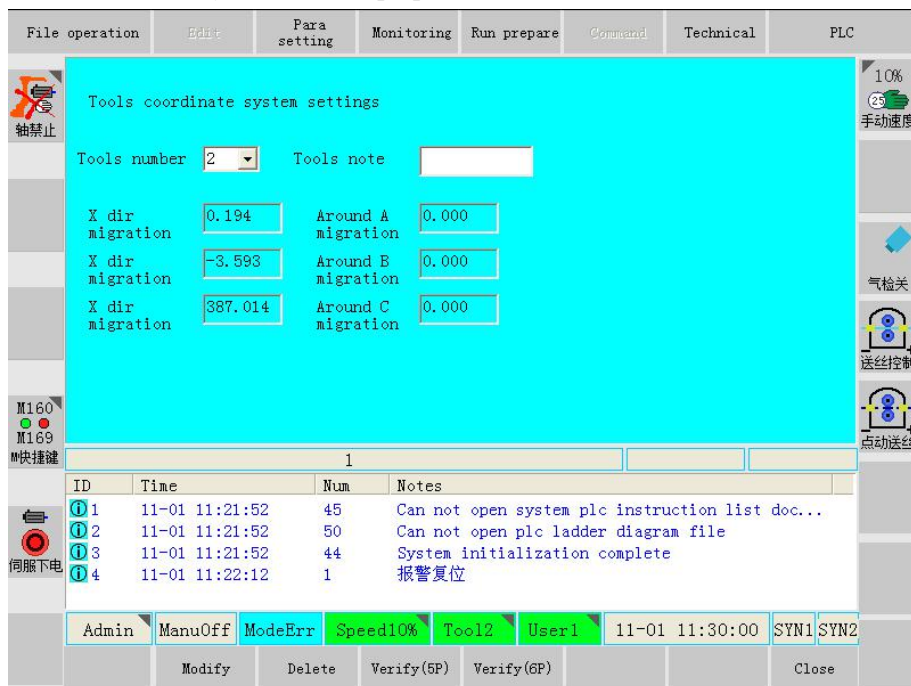 File operation Edit Para setting Monitoring Run prepare Command Technical PLC
轴禁止
10%
25
手动速度
Tools coordinate system settings
Tools number 2 Tools note
X dir migration 0.194 Around A migration 0.000
X dir migration -3.593 Around B migration 0.000
X dir migration 387.014 Around C migration 0.000
气检关
送丝控制
点动送丝
M160
M169
M快捷键
1
ID Time Num Notes
1 11-01 11:21:52 45 Can not open system plc instruction list doc...
2 11-01 11:21:52 50 Can not open plc ladder diagram file
3 11-01 11:21:52 44 System initialization complete
4 11-01 11:22:12 1 报警复位
伺服下电
Admin ManuOff ModeErr Speed10% Tool2 User1 11-01 11:30:00 SYN1 SYN2
Modify Delete Verify(5P) Verify(6P) Close